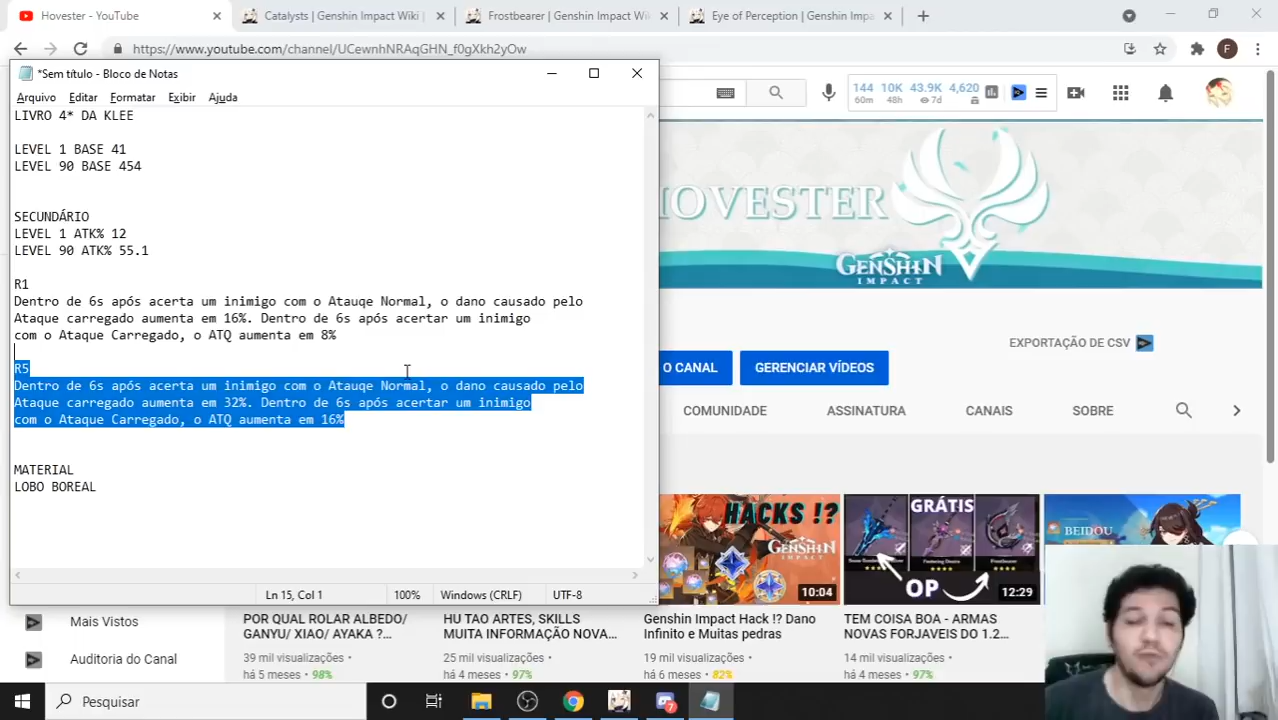 Hovester - YouTube
Catalysts | Genshin Impact Wiki |
Frostbearer | Genshin Impact Wi
Eye of Perception | Genshin Impa
https://www.youtube.com/channel/UCewnhNRAqGHN_f0gXkh2yOw
F
*Sem título - Bloco de Notas
Arquivo Editar Formatar Exibir Ajuda
LIVRO 4* DA KLEE
LEVEL 1 BASE 41
LEVEL 90 BASE 454
SECUNDÁRIO
LEVEL 1 ATK% 12
LEVEL 90 ATK% 55.1
R1
Dentro de 6s após acerta um inimigo com o Atauqe Normal, o dano causado pelo
Ataque carregado aumenta em 16%. Dentro de 6s após acertar um inimigo
com o Ataque Carregado, o ATQ aumenta em 8%
R5
Dentro de 6s após acerta um inimigo com o Atauqe Normal, o dano causado pelo
Ataque carregado aumenta em 32%. Dentro de 6s após acertar um inimigo
com o Ataque Carregado, o ATQ aumenta em 16%
MATERIAL
LOBO BOREAL
Ln 15, Col 1 100% Windows (CRLF) UTF-8
144 10K 43.9K 4,620
60m 48h 7d
HOVESTER
GENSHIN
IMPACT
EXPORTAÇÃO DE CSV
O CANAL GERENCIAR VÍDEOS
COMUNIDADE ASSINATURA CANAIS SOBRE
HACKS !?
GENSHIN
IMPACT
10:04
GRÁTIS
OP
12:29
BEIDOU
Mais Vistos
Auditoria do Canal
POR QUAL ROLAR ALBEDO/
GANYU/ XIAO/ AYAKA ?...
39 mil visualizações •
há 5 meses • 98%
HU TAO ARTES, SKILLS
MUITA INFORMAÇÃO NOVA...
25 mil visualizações •
há 4 meses • 97%
Genshin Impact Hack !? Dano
Infinito e Muitas pedras
19 mil visualizações •
há 6 meses • 82%
TEM COISA BOA - ARMAS
NOVAS FORJAVEIS DO 1.2...
14 mil visualizações •
há 4 meses • 97%
Pesquisar
7